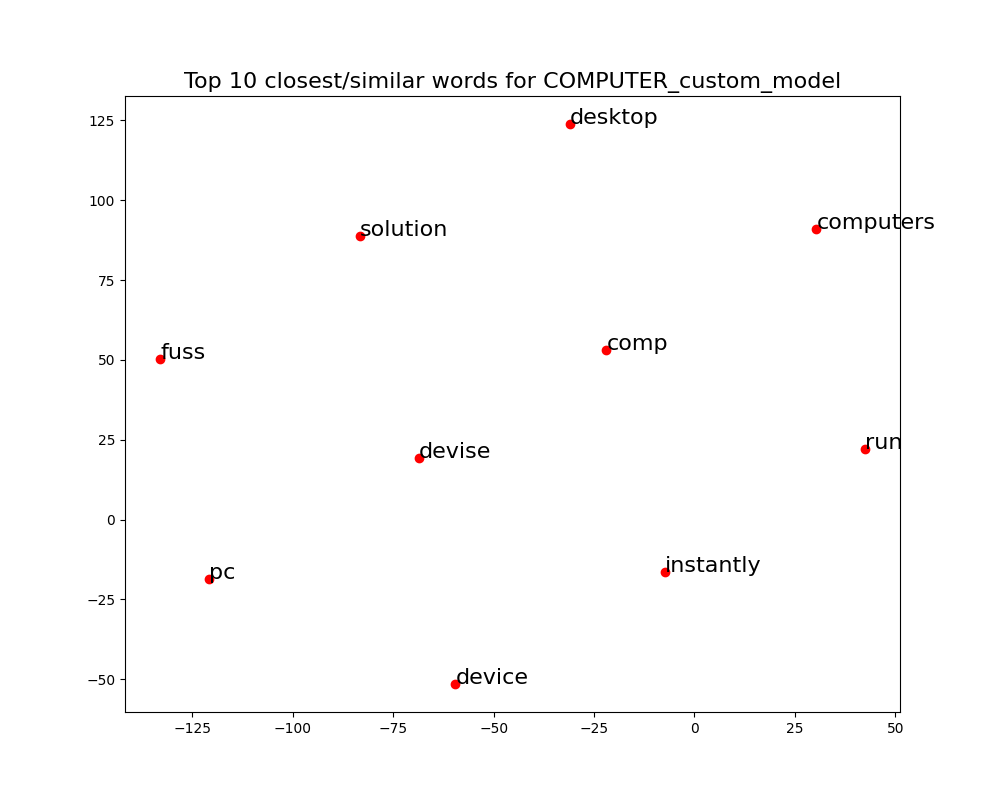 Top 10 closest/similar words for COMPUTER_custom_model
125
desktop
100
computers
solution
75
50
fuss
comp
25
run
devise
0
pc
instantly
−25
device
−50
−125 −100 −75 −50 −25 0 25 50